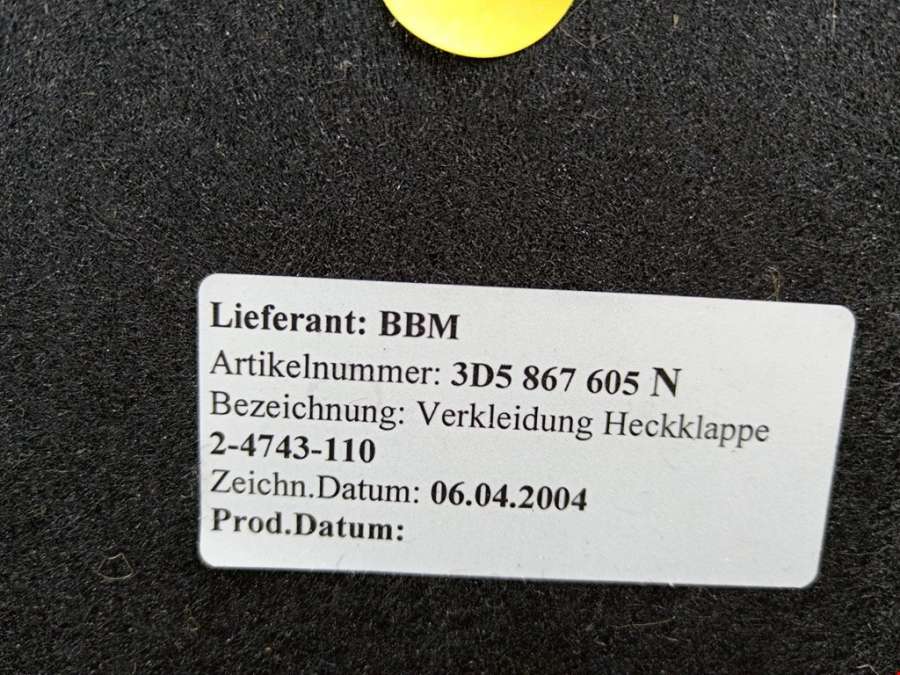 Lieferant: BBM
Artikelnummer: 3D5 867 605 N
Bezeichnung: Verkleidung Heckklappe
2-4743-110
Zeichn.Datum: 06.04.2004
Prod.Datum: